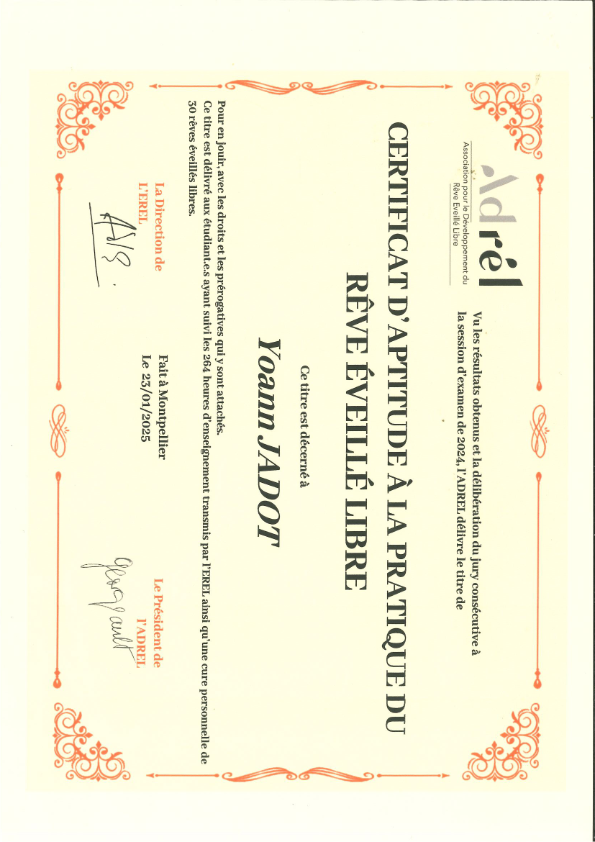 Adrél
Association pour le Développement du
Rêve Eveillé Libre
Vu les résultats obtenus et la délibération du jury consécutive à
la session d'examen de 2024, l'ADREL délivre le titre de
CERTIFICAT D'APTITUDE À LA PRATIQUE DU
RÊVE ÉVEILLÉ LIBRE
Ce titre est décerné à
Yoann JADOT
Pour en jouir, avec les droits et les prérogatives qui y sont attachés.
Ce titre est délivré aux étudiant.e.s ayant suivi les 264 heures d'enseignement transmis par l'EREL ainsi qu'une cure personnelle de
30 rêves éveillés libres.
La Direction de
L'EREL
Fait à Montpellier
Le 23/01/2025
Le Président de
l'ADREL